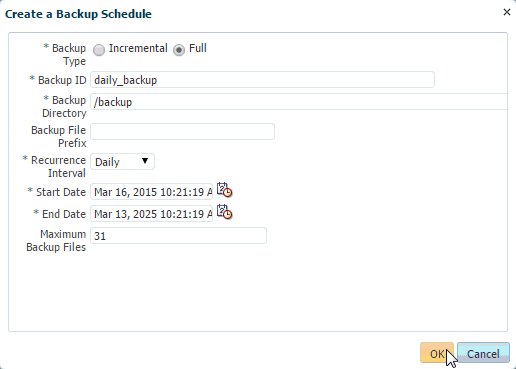 Create a Backup Schedule
* Backup Type Incremental Full
* Backup ID daily_backup
* Backup Directory /backup
Backup File Prefix
* Recurrence Interval Daily
* Start Date Mar 16, 2015 10:21:19 A
* End Date Mar 13, 2025 10:21:19 A
Maximum Backup Files 31
OK Cancel